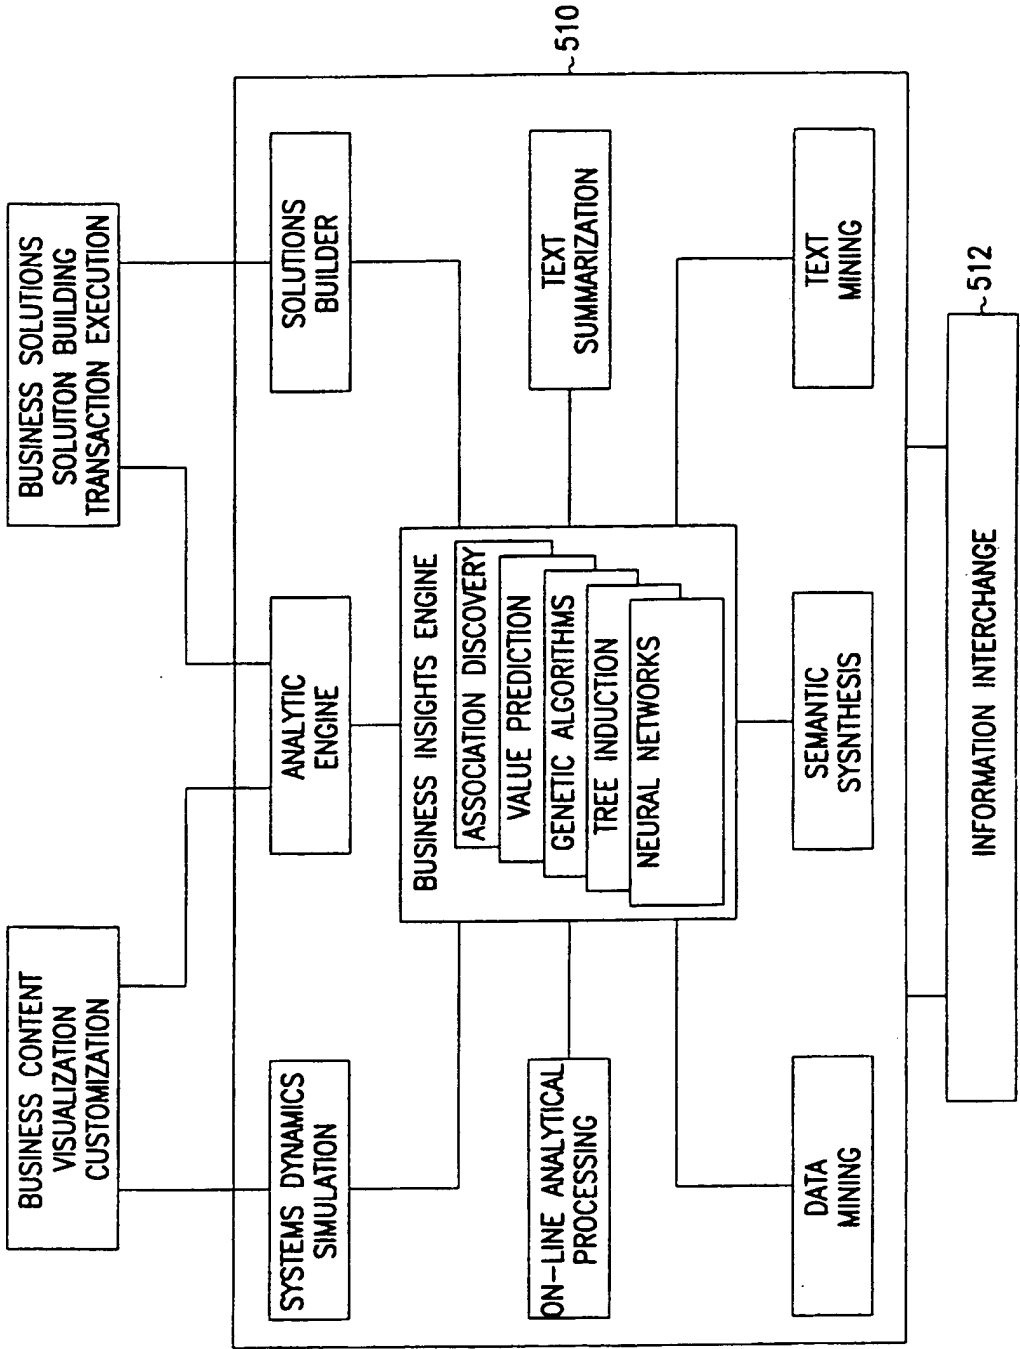 BUSINESS CONTENT
VISUALIZATION
CUSTOMIZATION
BUSINESS SOLUTIONS
SOLUITON BUILDING
TRANSACTION EXECUTION
510
SYSTEMS DYNAMICS
SIMULATION
ANALYTIC
ENGINE
SOLUTIONS
BUILDER
BUSINESS INSIGHTS ENGINE
ASSOCIATION DISCOVERY
VALUE PREDICTION
GENETIC ALGORITHMS
TREE INDUCTION
NEURAL NETWORKS
ON-LINE ANALYTICAL
PROCESSING
TEXT
SUMMARIZATION
DATA
MINING
SEMANTIC
SYSNTHESIS
TEXT
MINING
INFORMATION INTERCHANGE
512